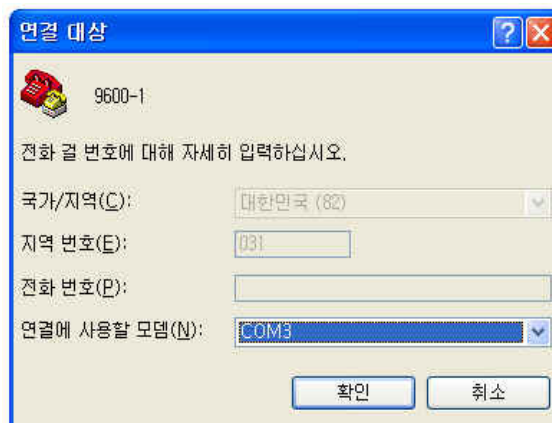 연결 대상
9600-1
전화 걸 번호에 대해 자세히 입력하십시오.
국가/지역(C): 대한민국 (82)
지역 번호(E): 031
전화 번호(P):
연결에 사용할 모뎀(N): COM3
확인 취소